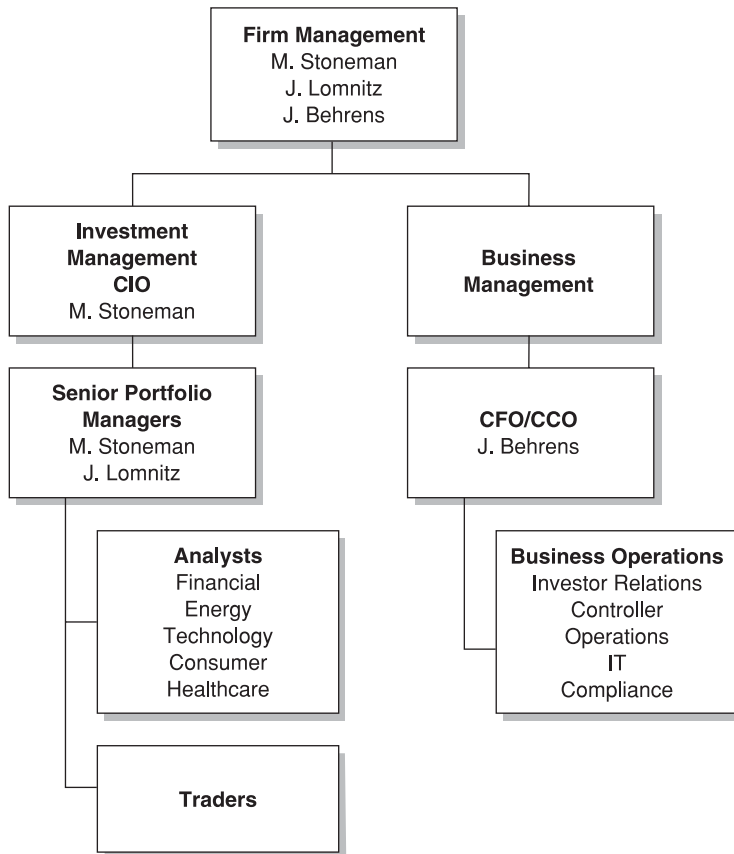 Firm Management
M. Stoneman
J. Lomnitz
J. Behrens
Investment
Management
CIO
M. Stoneman
Business
Management
Senior Portfolio
Managers
M. Stoneman
J. Lomnitz
CFO/CCO
J. Behrens
Analysts
Financial
Energy
Technology
Consumer
Healthcare
Business Operations
Investor Relations
Controller
Operations
IT
Compliance
Traders